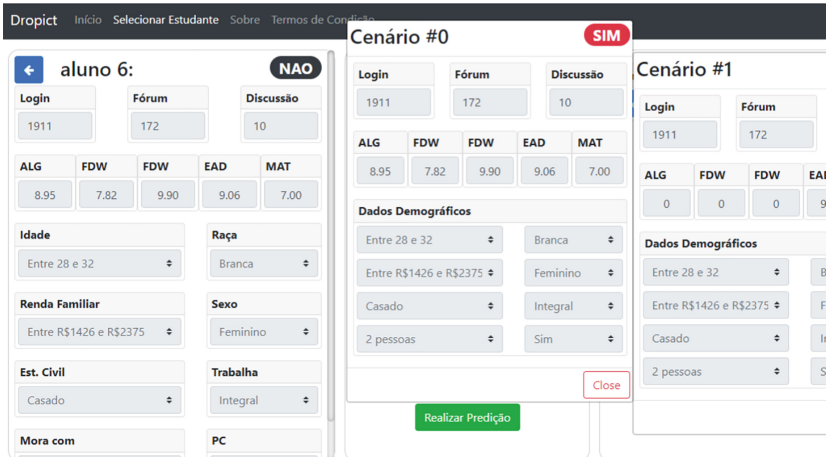 Dropict Início Selecionar Estudante Sobre Termos de Condição
aluno 6: NAO
Login Fórum Discussão
1911 172 10
ALG FDW FDW EAD MAT
8.95 7.82 9.90 9.06 7.00
Idade Raça
Entre 28 e 32 Branca
Renda Familiar Sexo
Entre R$1426 e R$2375 Feminino
Est. Civil Trabalha
Casado Integral
Mora com PC
Cenário #0 SIM
Login Fórum Discussão
1911 172 10
ALG FDW FDW EAD MAT
8.95 7.82 9.90 9.06 7.00
Dados Demográficos
Entre 28 e 32 Branca
Entre R$1426 e R$2375 Feminino
Casado Integral
2 pessoas Sim
Close
Realizar Predição
Cenário #1
Login Fórum
1911 172
ALG FDW FDW
0 0 0
Dados Demográficos
Entre 28 e 32
Entre R$1426 e R$2375
Casado
2 pessoas